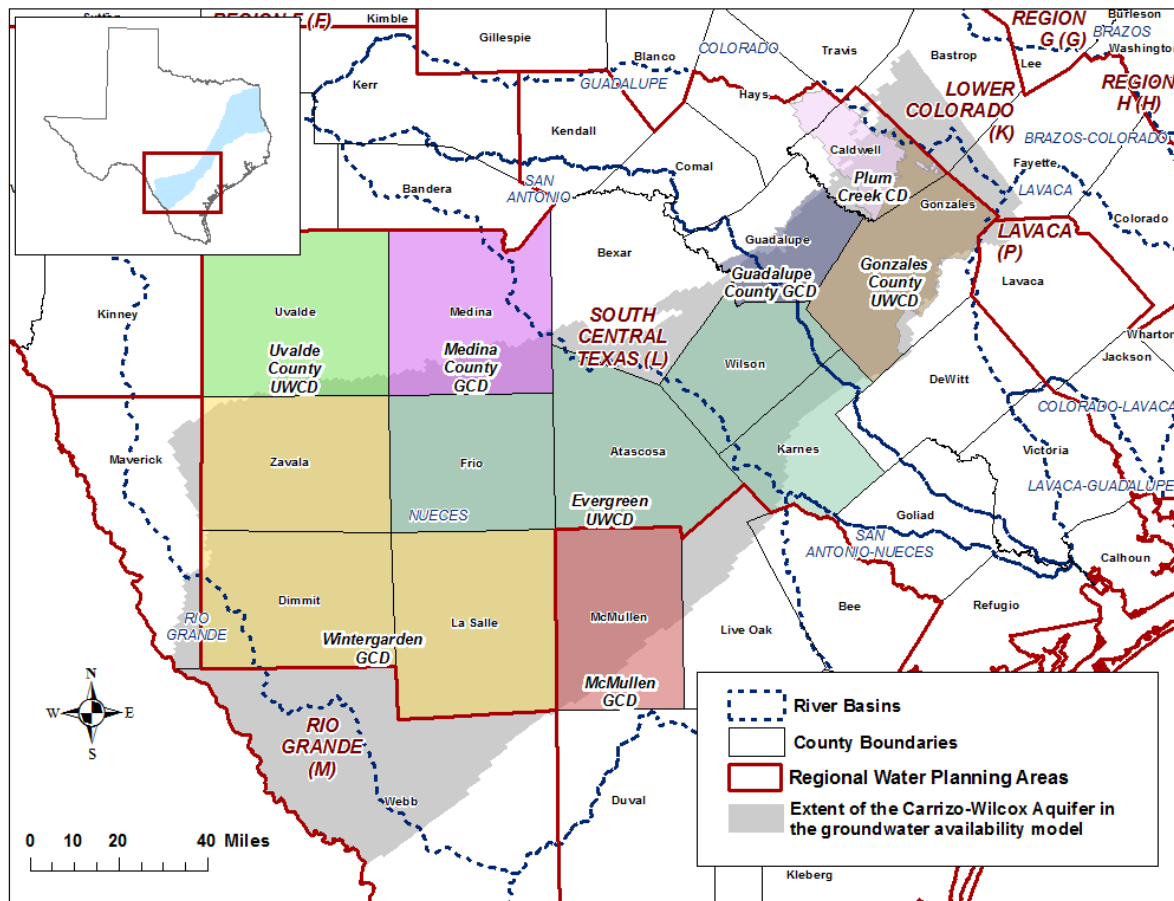 REGION F (F)
Kimble
Gillespie
Blanco
COLORADO
Travis
Bastrop
REGION
G (G)
Burleson
BRAZOS
Washington
Lee
Kerr
GUADALUPE
Hays
LOWER
COLORADO
(K)
REGION
H (H)
Kendall
Comal
Caldwell
BRAZOS-COLORADO
Fayette
Bandera
SAN
ANTONIO
Plum
Creek CD
Gonzales
LAVACA
Colorado
Bexar
Guadalupe
Guadalupe
County GCD
Gonzales
County
UWCD
LAVACA
(P)
Lavaca
Kinney
Uvalde
Medina
Uvalde
County
UWCD
Medina
County
GCD
SOUTH
CENTRAL
TEXAS (L)
Wilson
DeWitt
Wharton
Jackson
COLORADO-LAVACA
Maverick
Zavala
Frio
Atascosa
Karnes
Victoria
LAVACA-GUADALUPE
NUECES
Evergreen
UWCD
Goliad
SAN
ANTONIO-NUECES
Calhoun
Dimmit
La Salle
McMullen
Bee
Refugio
RIO
GRANDE
Wintergarden
GCD
Live Oak
McMullen
GCD
N
W
E
S
RIO
GRANDE
(M)
Webb
Duval
River Basins
County Boundaries
Regional Water Planning Areas
Extent of the Carrizo-Wilcox Aquifer in
the groundwater availability model
0 10 20 40 Miles
Kleberg